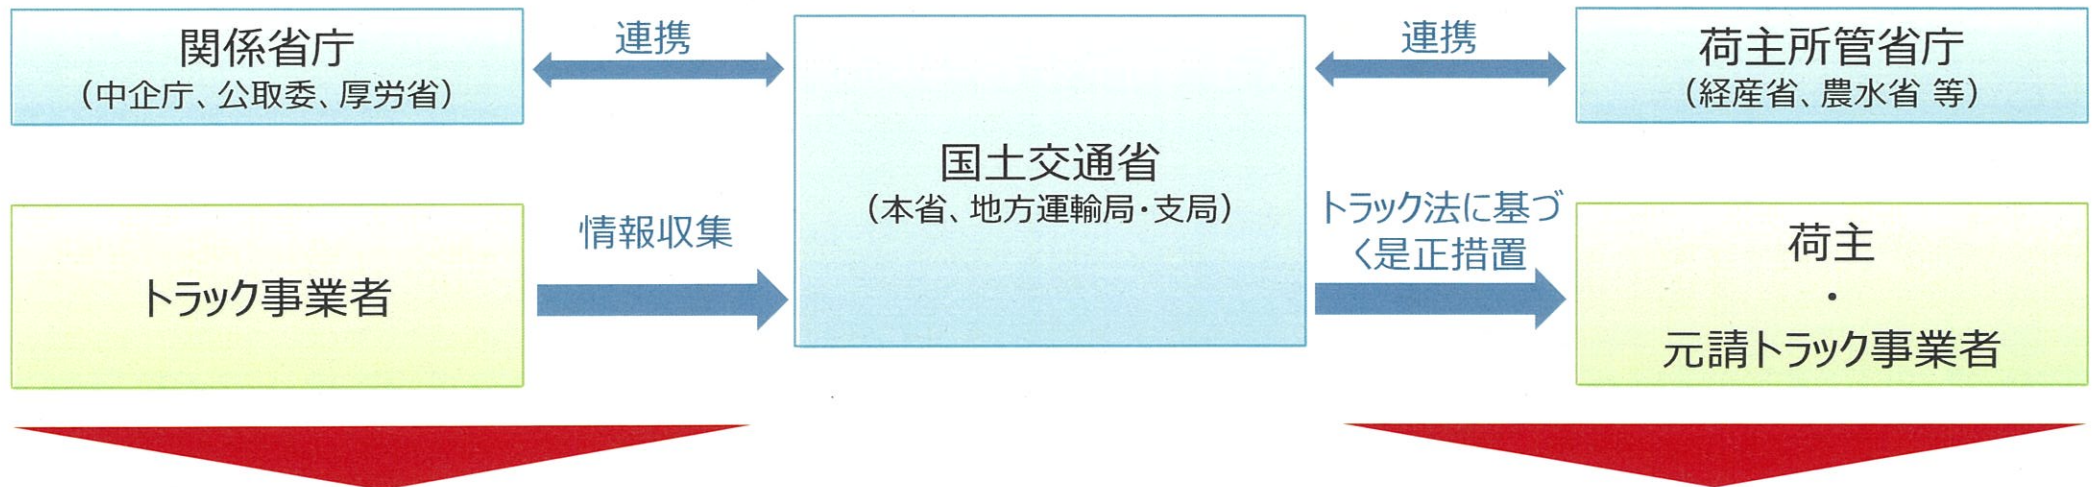 関係省庁
（中企庁、公取委、厚労省）
連携
国土交通省
（本省、地方運輸局・支局）
連携
荷主所管省庁
（経産省、農水省 等）
トラック事業者
情報収集
トラック法に基づ
く是正措置
荷主
・
元請トラック事業者